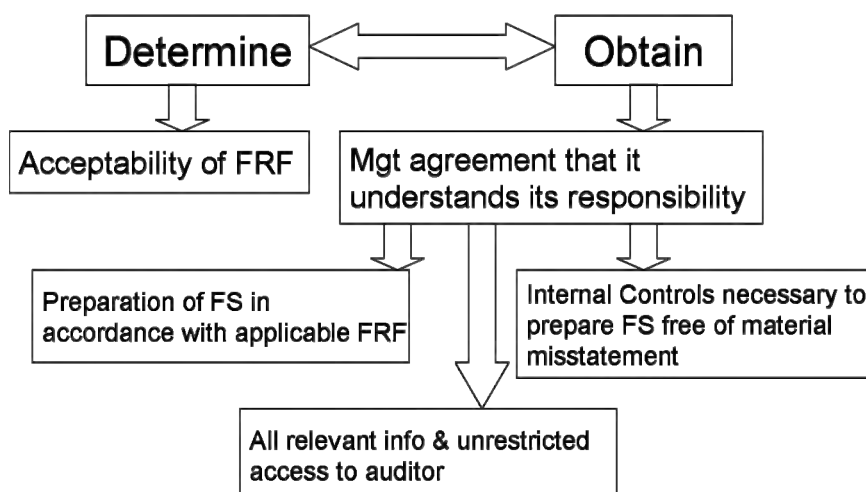 Determine
Obtain
Acceptability of FRF
Mgt agreement that it
understands its responsibility
Preparation of FS in
accordance with applicable FRF
Internal Controls necessary to
prepare FS free of material
misstatement
All relevant info & unrestricted
access to auditor